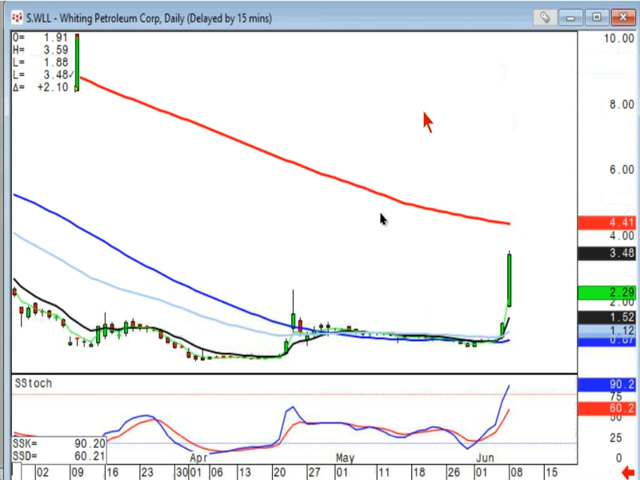 S.WLL - Whiting Petroleum Corp, Daily (Delayed by 15 mins)
O= 1.91
H= 3.59
L= 1.88
L= 3.48✓
Δ= +2.10
10.00
8.00
6.00
4.41
4.00
3.48
2.29
2.00
1.52
1.12
SStoch
90.2
75
60.2
50
25
0
SSK= 90.20
SSD= 60.21
Apr May Jun
02 09 16 23 30 01 06 13 20 27 01 11 18 26 01 08 15